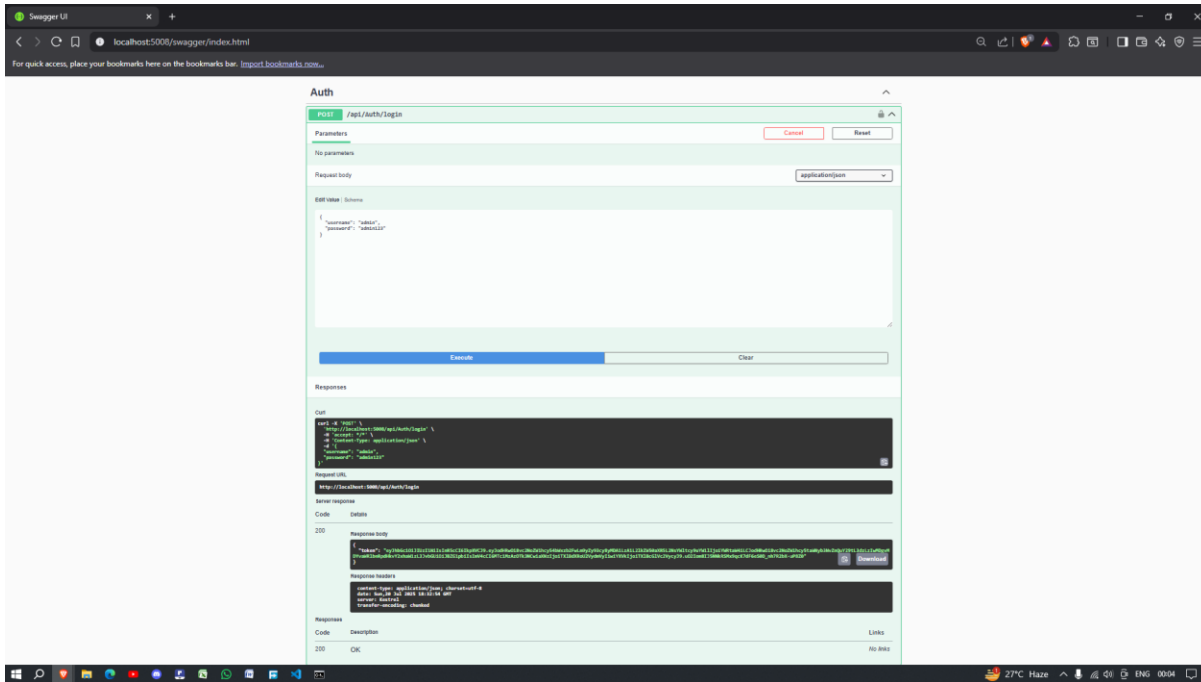 Swagger UI
localhost:5008/swagger/index.html
For quick access, place your bookmarks here on the bookmarks bar. Import bookmarks now...
Auth
POST /api/Auth/login
Parameters
Cancel
Reset
No parameters
Request body
application/json
Edit Value | Schema
{
"username": "admin",
"password": "admin123"
}
Execute
Clear
Responses
Curl
curl -X 'POST' \
'http://localhost:5008/api/Auth/login' \
-H 'accept: */*' \
-H 'Content-Type: application/json' \
-d '{
"username": "admin",
"password": "admin123"
}'
Request URL
http://localhost:5008/api/Auth/login
Server response
Code Details
200
Response body
{
"token":
}
Download
Response headers
content-type: application/json; charset=utf-8
server: Kestrel
transfer-encoding: chunked
Responses
Code Description Links
200 OK No links
27°C Haze ENG 00:04